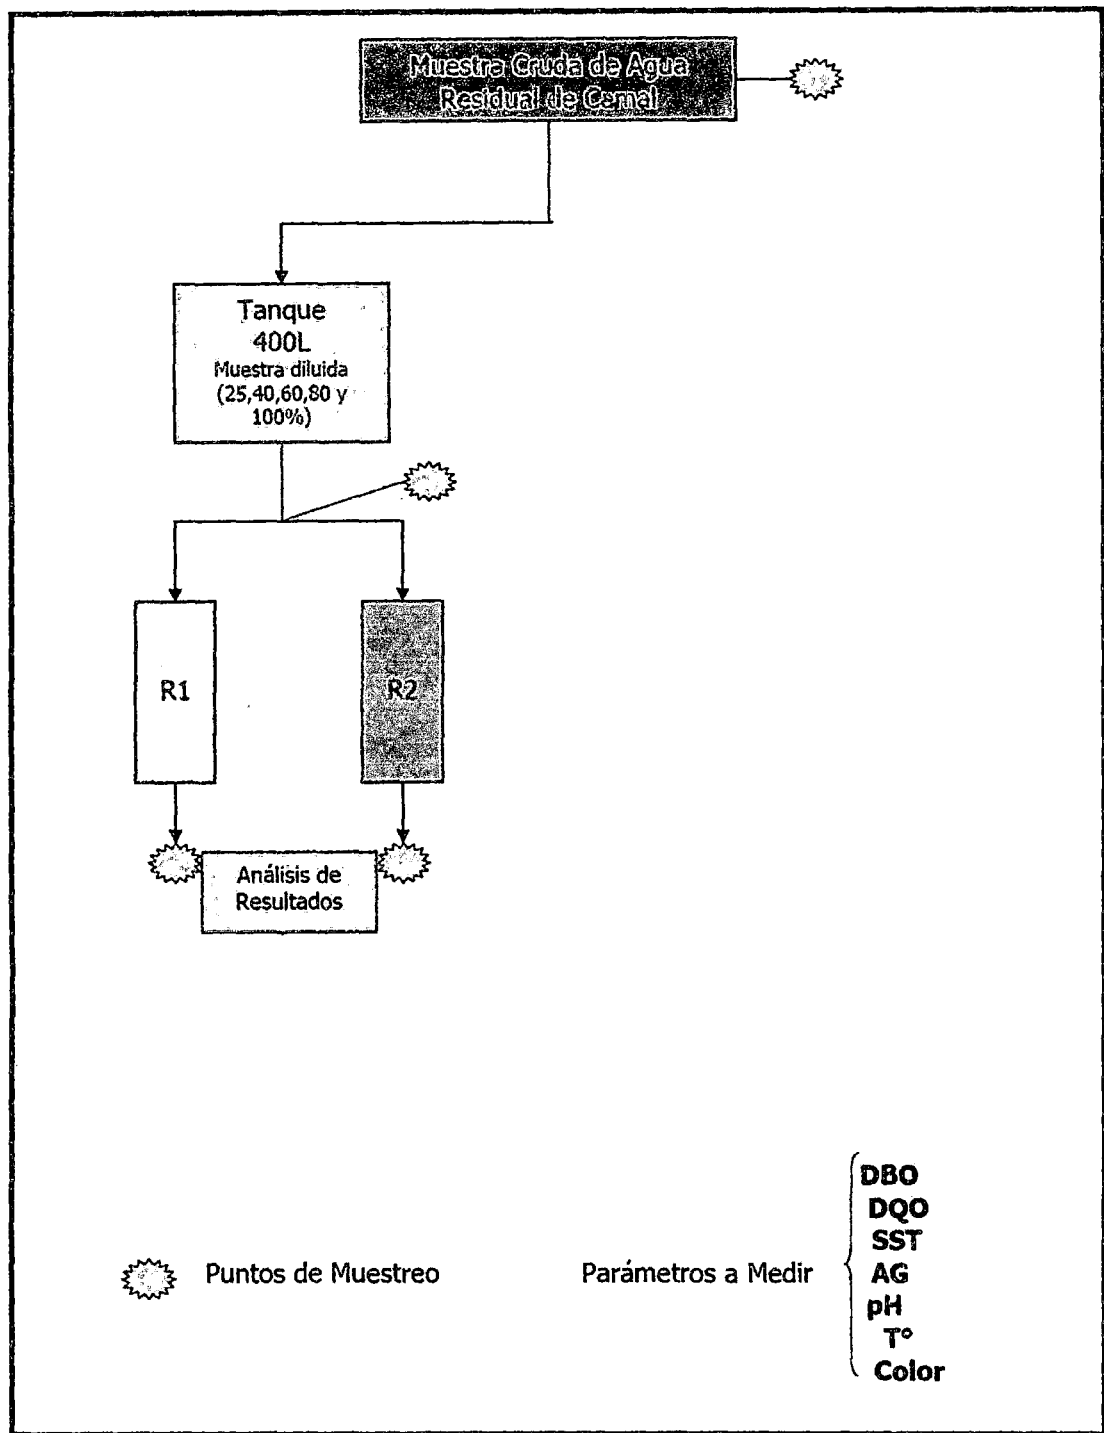 Muestra Cruda de Agua
Residual de Camal
Tanque
400L
Muestra diluida
(25,40,60,80 y
100%)
R1
R2
Análisis de
Resultados
Puntos de Muestreo
Parámetros a Medir
DBO
DQO
SST
AG
pH
T°
Color